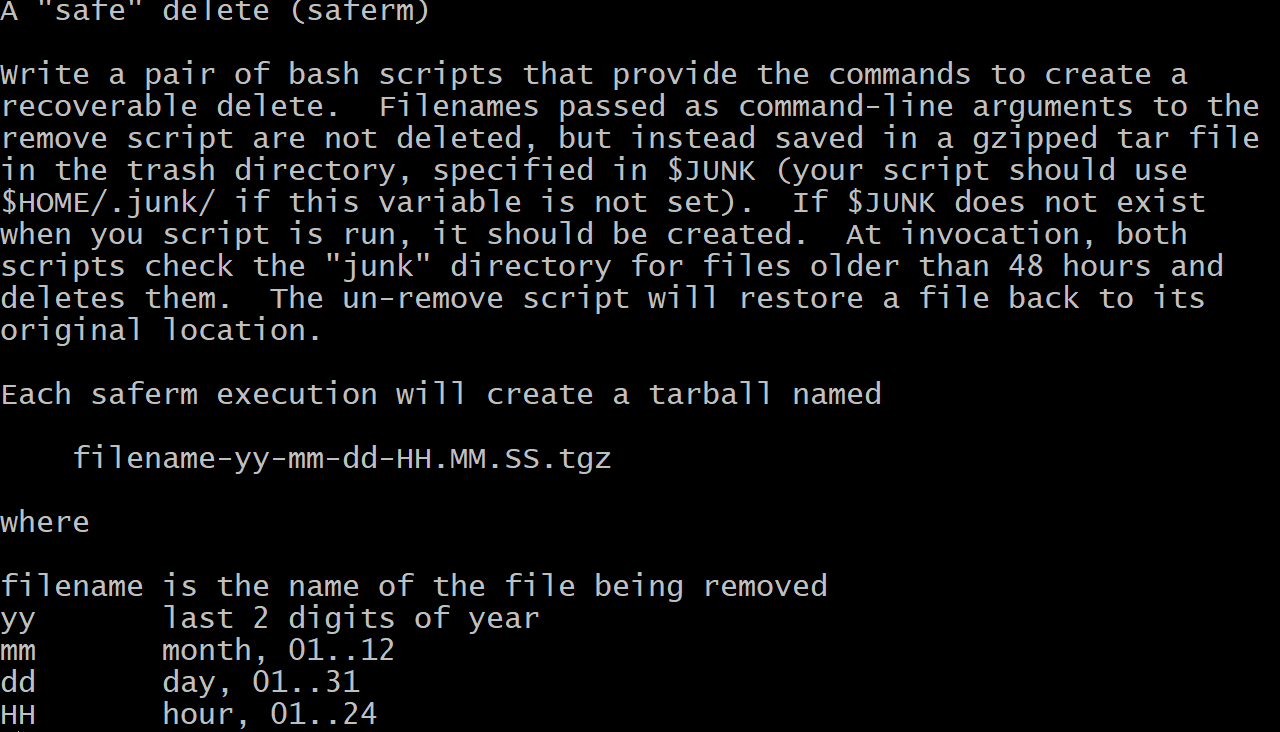 A "safe" delete (saferm)
Write a pair of bash scripts that provide the commands to create a
recoverable delete.  Filenames passed as command-line arguments to the
remove script are not deleted, but instead saved in a gzipped tar file
in the trash directory, specified in $JUNK (your script should use
$HOME/.junk/ if this variable is not set).  If $JUNK does not exist
when you script is run, it should be created.  At invocation, both
scripts check the "junk" directory for files older than 48 hours and
deletes them.  The un-remove script will restore a file back to its
original location.
Each saferm execution will create a tarball named
filename-yy-mm-dd-HH.MM.SS.tgz
where
filename is the name of the file being removed
yy       last 2 digits of year
mm       month, 01..12
dd       day, 01..31
HH       hour, 01..24